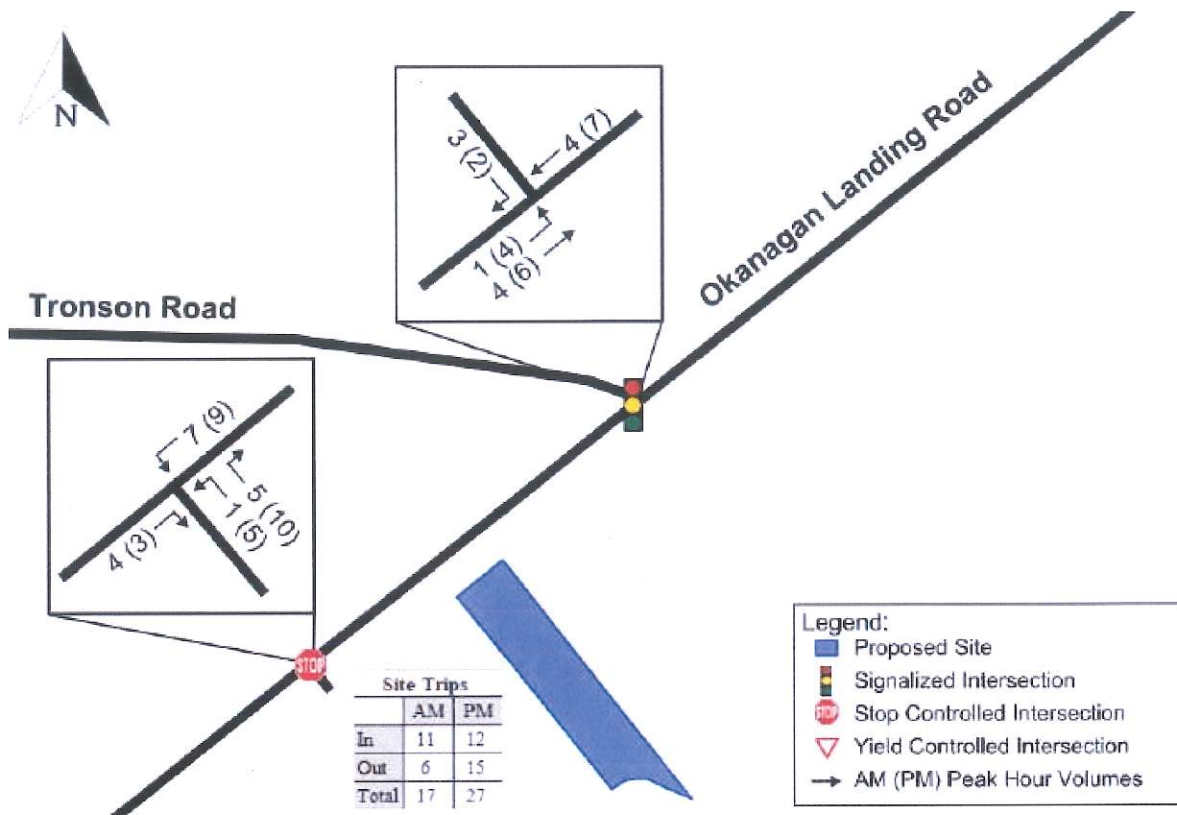 N
3 (2)
4 (7)
1 (4)
4 (6)
Okanagan Landing Road
Tronson Road
7 (9)
5 (10)
1 (5)
4 (3)
STOP
Site Trips
AM PM
In 11 12
Out 6 15
Total 17 27
Legend:
Proposed Site
Signalized Intersection
STOP Stop Controlled Intersection
Yield Controlled Intersection
AM (PM) Peak Hour Volumes